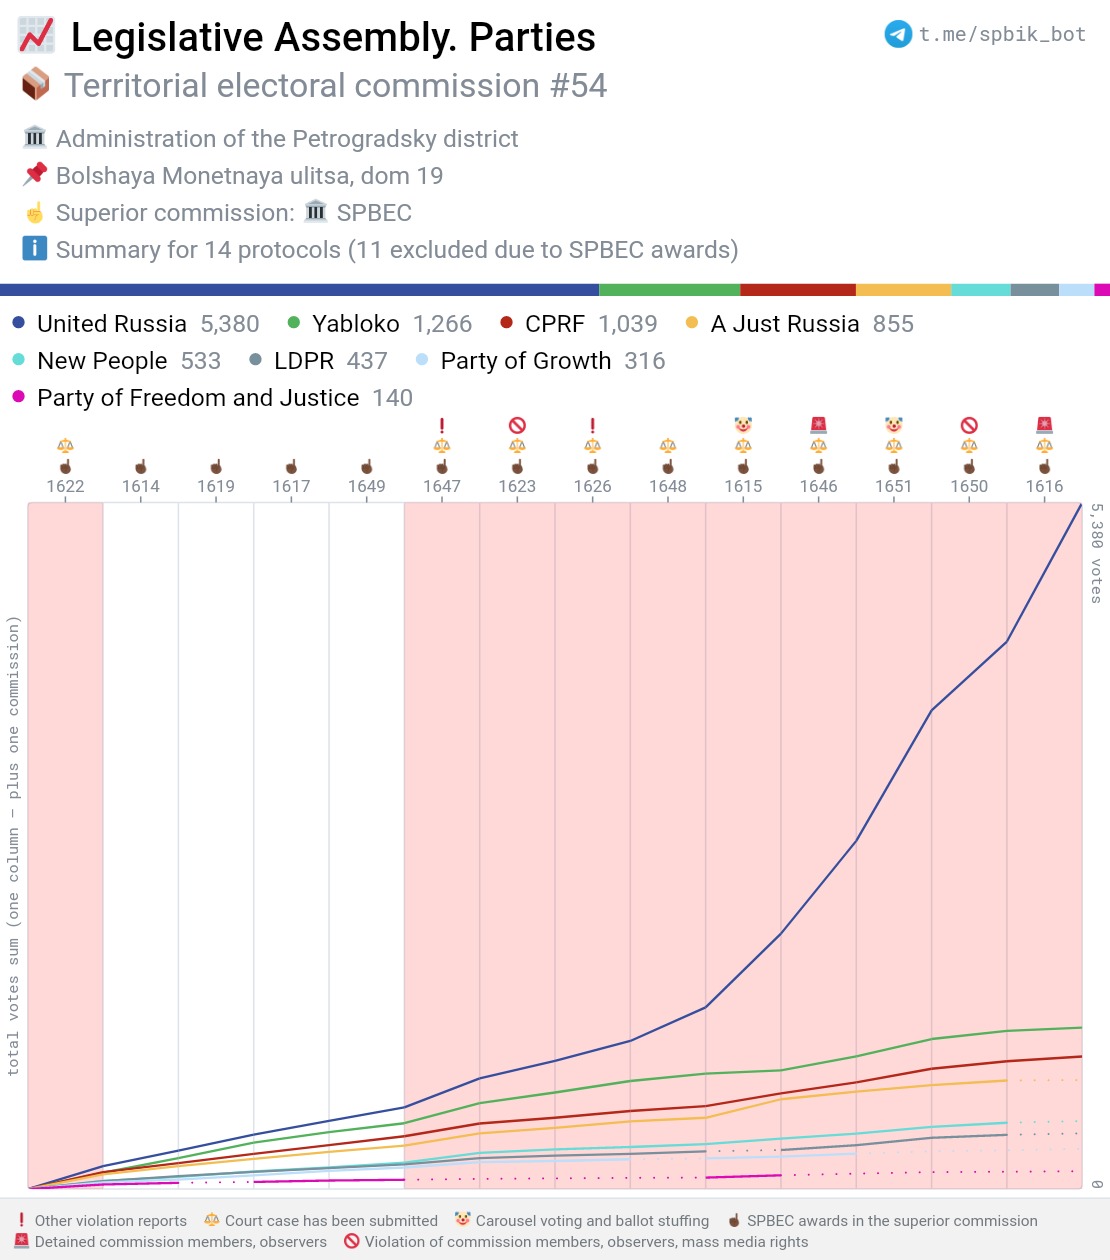 Legislative Assembly. Parties
t.me/spbik_bot
Territorial electoral commission #54
Administration of the Petrogradsky district
Bolshaya Monetnaya ulitsa, dom 19
Superior commission: SPBEC
Summary for 14 protocols (11 excluded due to SPBEC awards)
United Russia 5,380 Yabloko 1,266 CPRF 1,039 A Just Russia 855
New People 533 LDPR 437 Party of Growth 316
Party of Freedom and Justice 140
1622 1614 1619 1617 1649 1647 1623 1626 1648 1615 1646 1651 1650 1616
5,380 votes
total votes sum (one column — plus one commission)
0
Other violation reports Court case has been submitted Carousel voting and ballot stuffing SPBEC awards in the superior commission
Detained commission members, observers Violation of commission members, observers, mass media rights